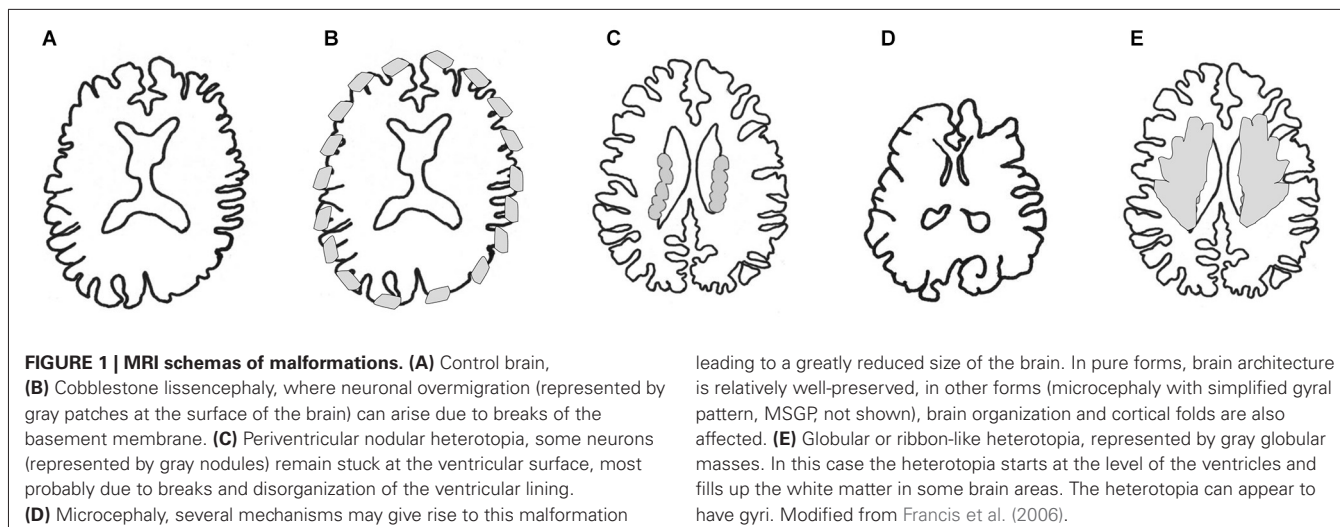 A
B
C
D
E
FIGURE 1 | MRI schemas of malformations. (A) Control brain,
(B) Cobblestone lissencephaly, where neuronal overmigration (represented by
gray patches at the surface of the brain) can arise due to breaks of the
basement membrane. (C) Periventricular nodular heterotopia, some neurons
(represented by gray nodules) remain stuck at the ventricular surface, most
probably due to breaks and disorganization of the ventricular lining.
(D) Microcephaly, several mechanisms may give rise to this malformation
leading to a greatly reduced size of the brain. In pure forms, brain architecture
is relatively well-preserved, in other forms (microcephaly with simplified gyral
pattern, MSGP, not shown), brain organization and cortical folds are also
affected. (E) Globular or ribbon-like heterotopia, represented by gray globular
masses. In this case the heterotopia starts at the level of the ventricles and
fills up the white matter in some brain areas. The heterotopia can appear to
have gyri. Modified from Francis et al. (2006).